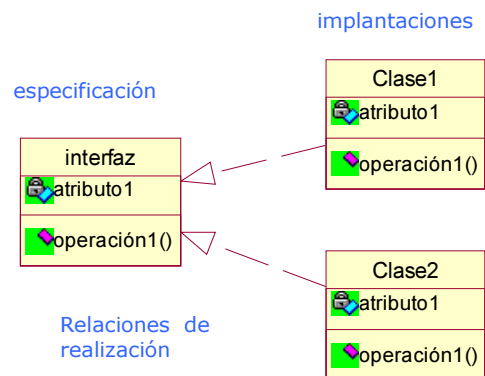 implantaciones
especificación
Clase1
atributo1
operación1()
interfaz
atributo1
operación1()
Clase2
atributo1
operación1()
Relaciones de
realización